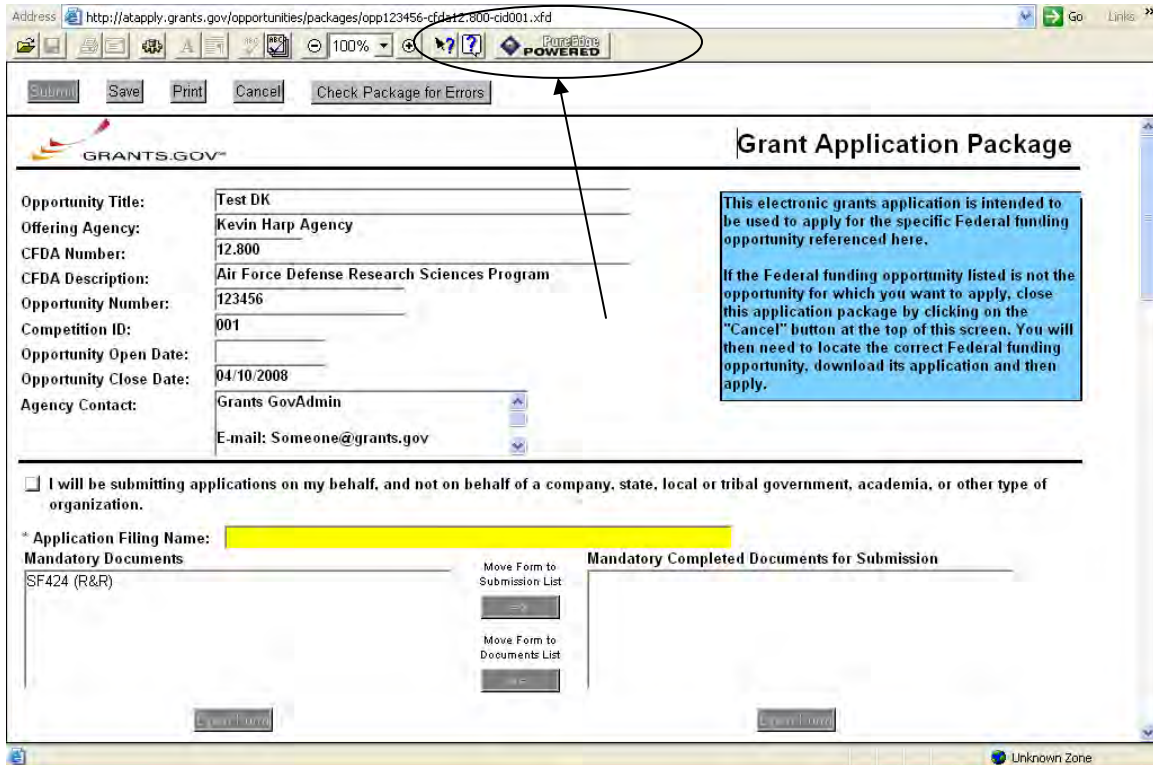 Address http://atapply.grants.gov/opportunities/packages/opp123456-cfda12.800-cid001.xfd Go Links »
100% PureEdge POWERED
Submit Save Print Cancel Check Package for Errors
GRANTS.GOV℠ Grant Application Package
Opportunity Title: Test DK
Offering Agency: Kevin Harp Agency
CFDA Number: 12.800
CFDA Description: Air Force Defense Research Sciences Program
Opportunity Number: 123456
Competition ID: 001
Opportunity Open Date:
Opportunity Close Date: 04/10/2008
Agency Contact: Grants GovAdmin
E-mail: Someone@grants.gov
This electronic grants application is intended to
be used to apply for the specific Federal funding
opportunity referenced here.
If the Federal funding opportunity listed is not the
opportunity for which you want to apply, close
this application package by clicking on the
"Cancel" button at the top of this screen. You will
then need to locate the correct Federal funding
opportunity, download its application and then
apply.
I will be submitting applications on my behalf, and not on behalf of a company, state, local or tribal government, academia, or other type of
organization.
* Application Filing Name:
Mandatory Documents
SF424 (R&R)
Move Form to
Submission List
=>
Move Form to
Documents List
<=
Mandatory Completed Documents for Submission
Open Form Open Form
Unknown Zone